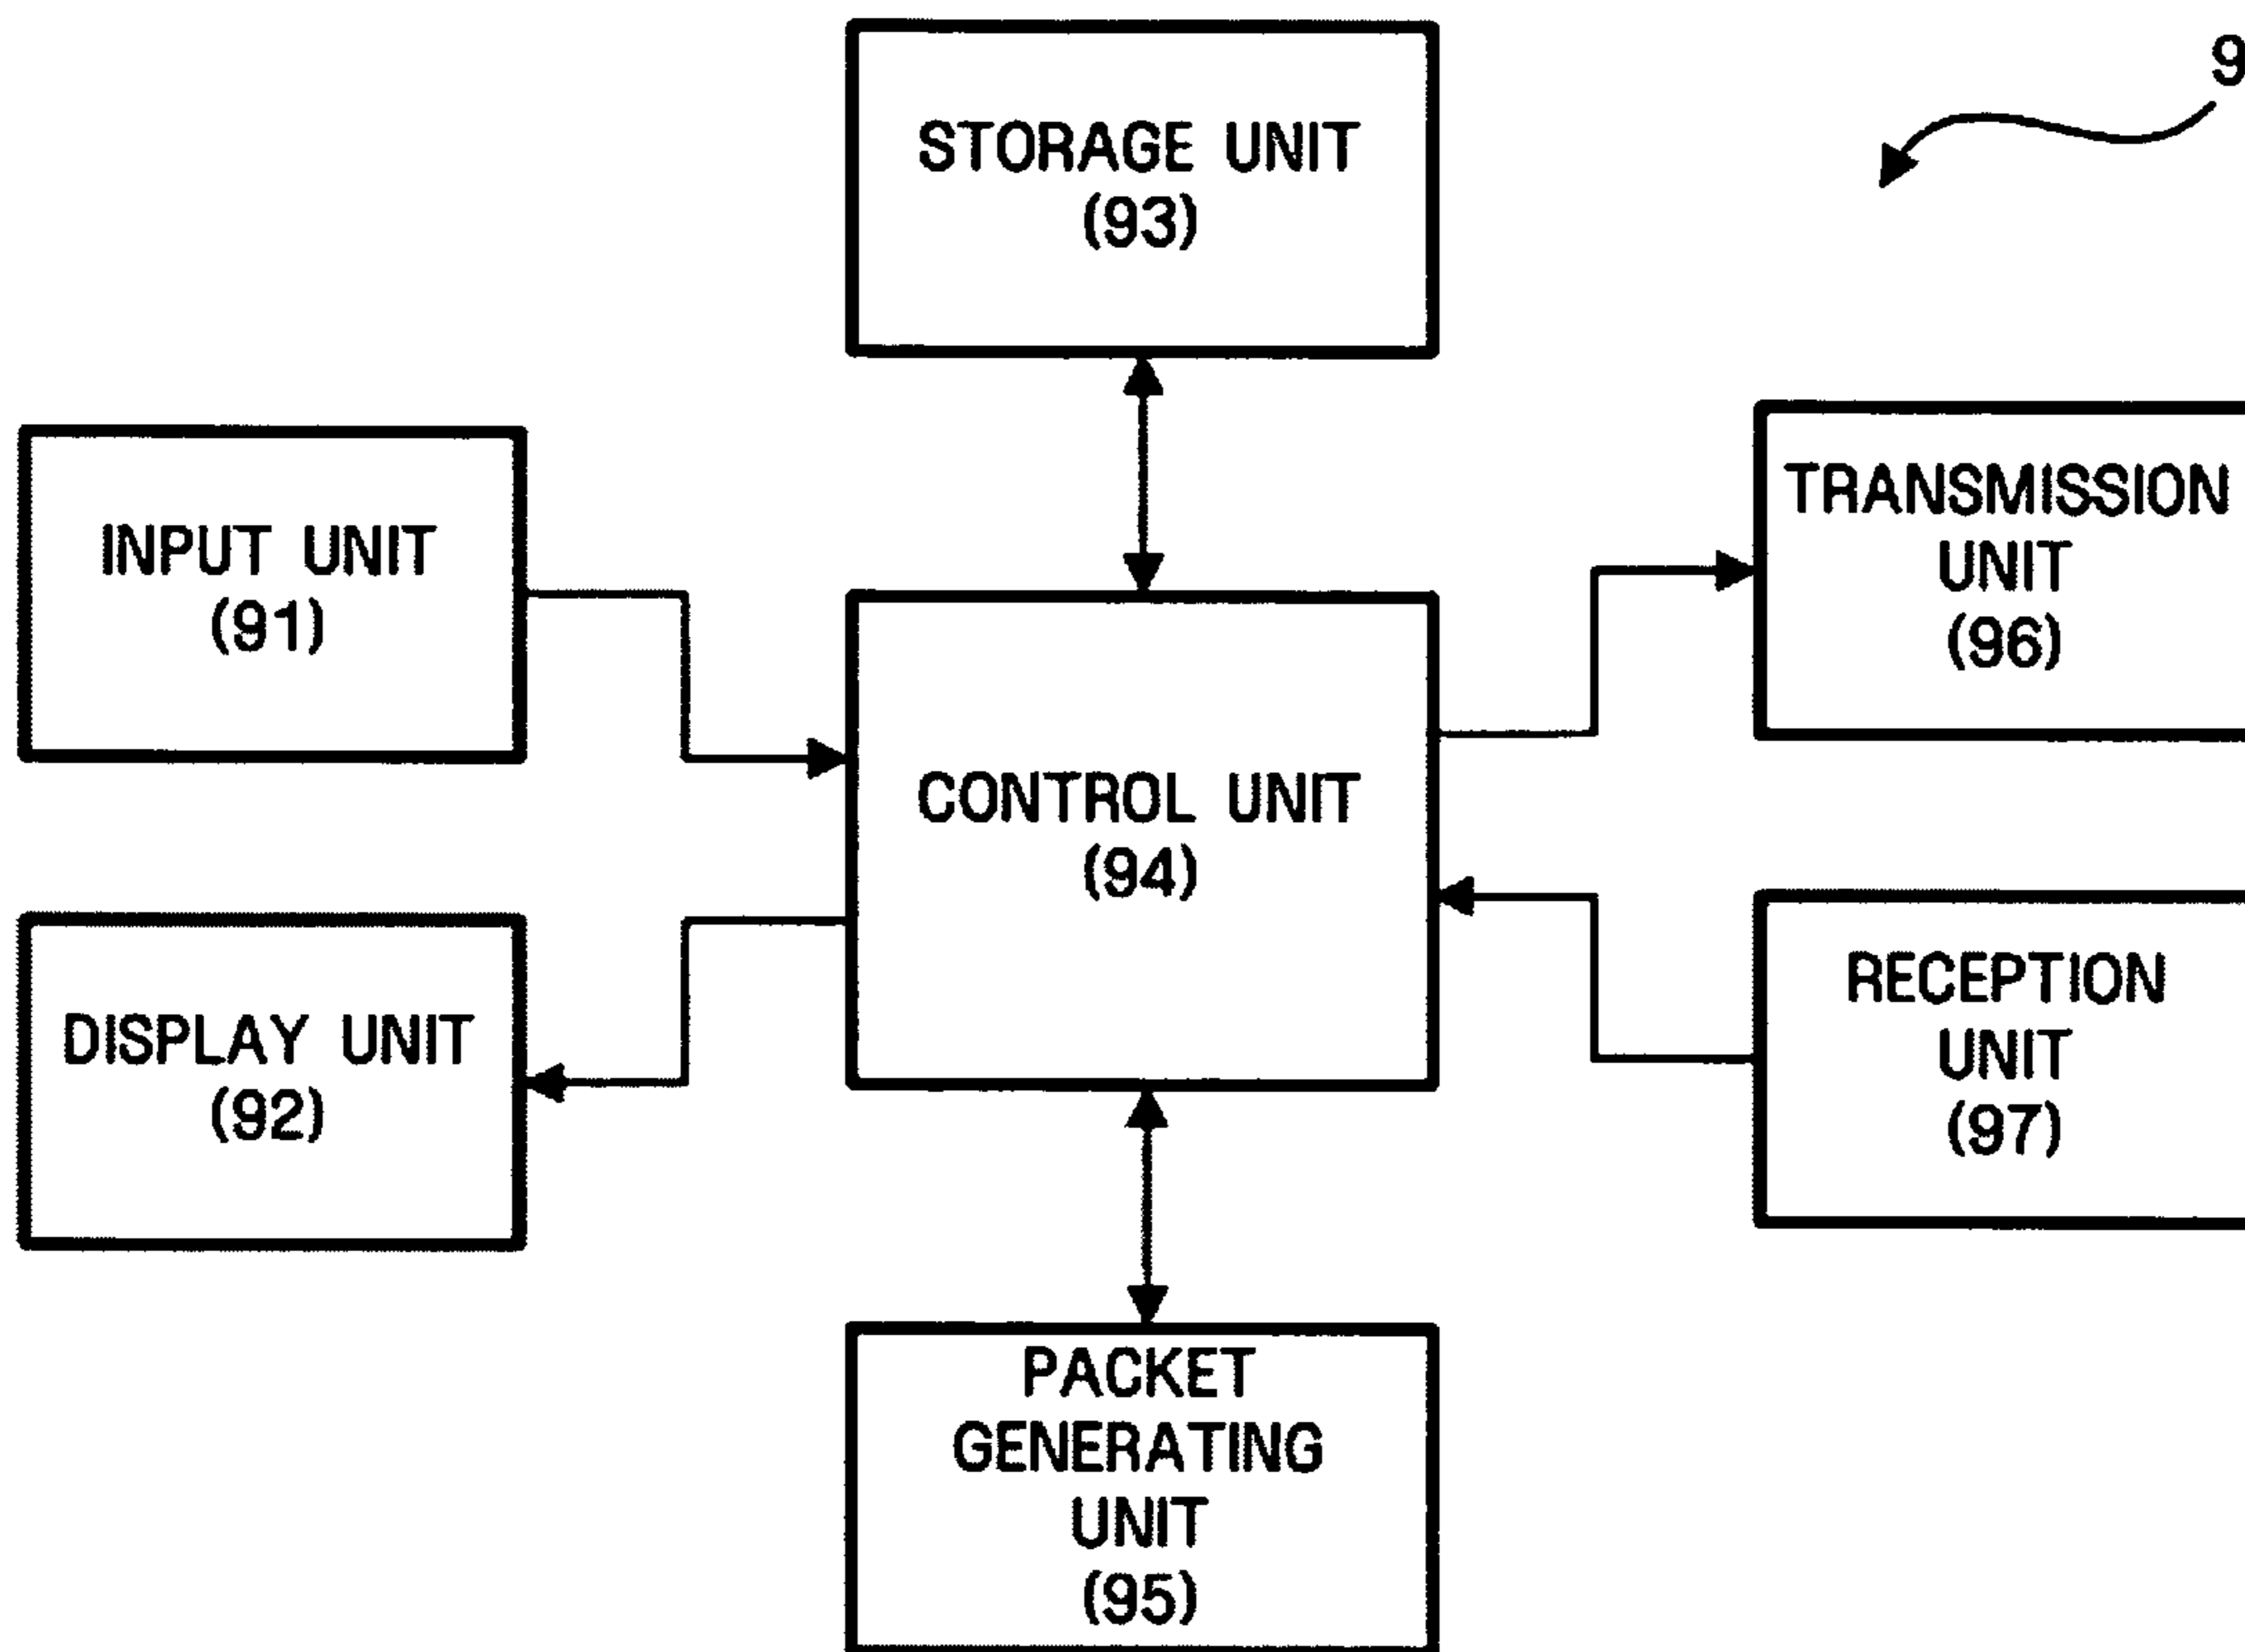 9
STORAGE UNIT
(93)
INPUT UNIT
(91)
TRANSMISSION
UNIT
(96)
CONTROL UNIT
(94)
DISPLAY UNIT
(92)
RECEPTION
UNIT
(97)
PACKET
GENERATING
UNIT
(95)